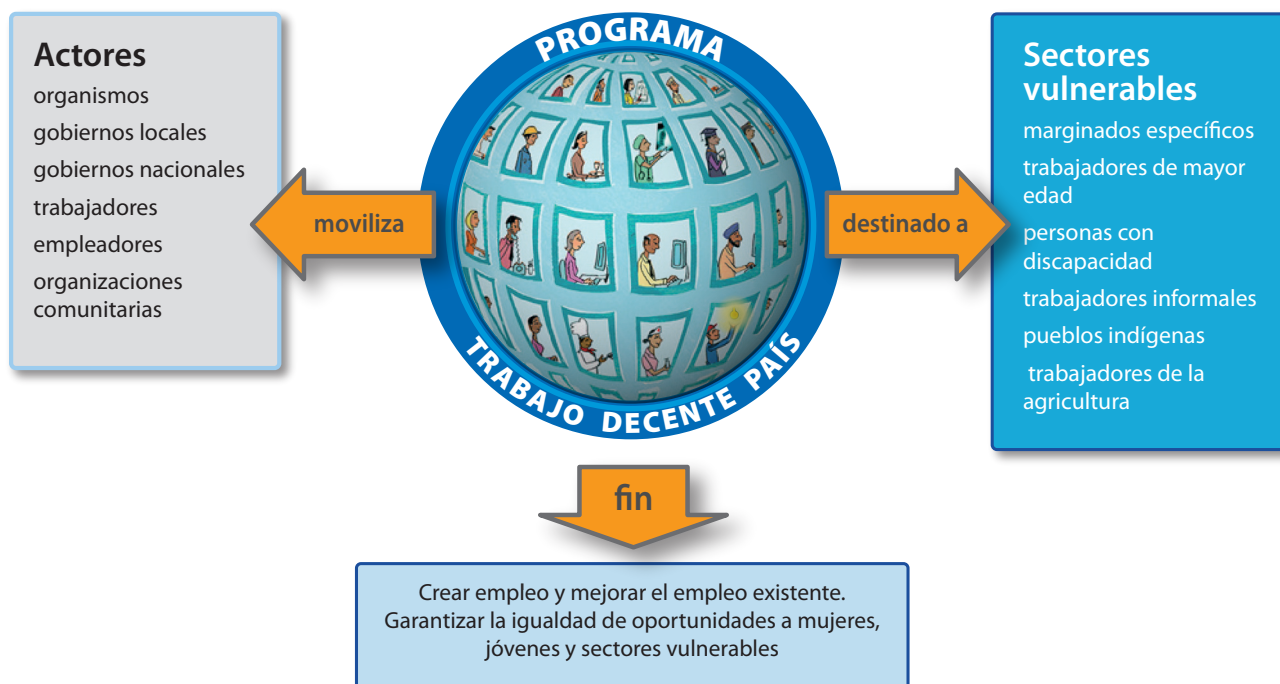 Actores
organismos
gobiernos locales
gobiernos nacionales
trabajadores
empleadores
organizaciones
comunitarias
moviliza
PROGRAMA
TRABAJO DECENTE PAÍS
destinado a
Sectores
vulnerables
marginados específicos
trabajadores de mayor
edad
personas con
discapacidad
trabajadores informales
pueblos indígenas
trabajadores de la
agricultura
fin
Crear empleo y mejorar el empleo existente.
Garantizar la igualdad de oportunidades a mujeres,
jóvenes y sectores vulnerables